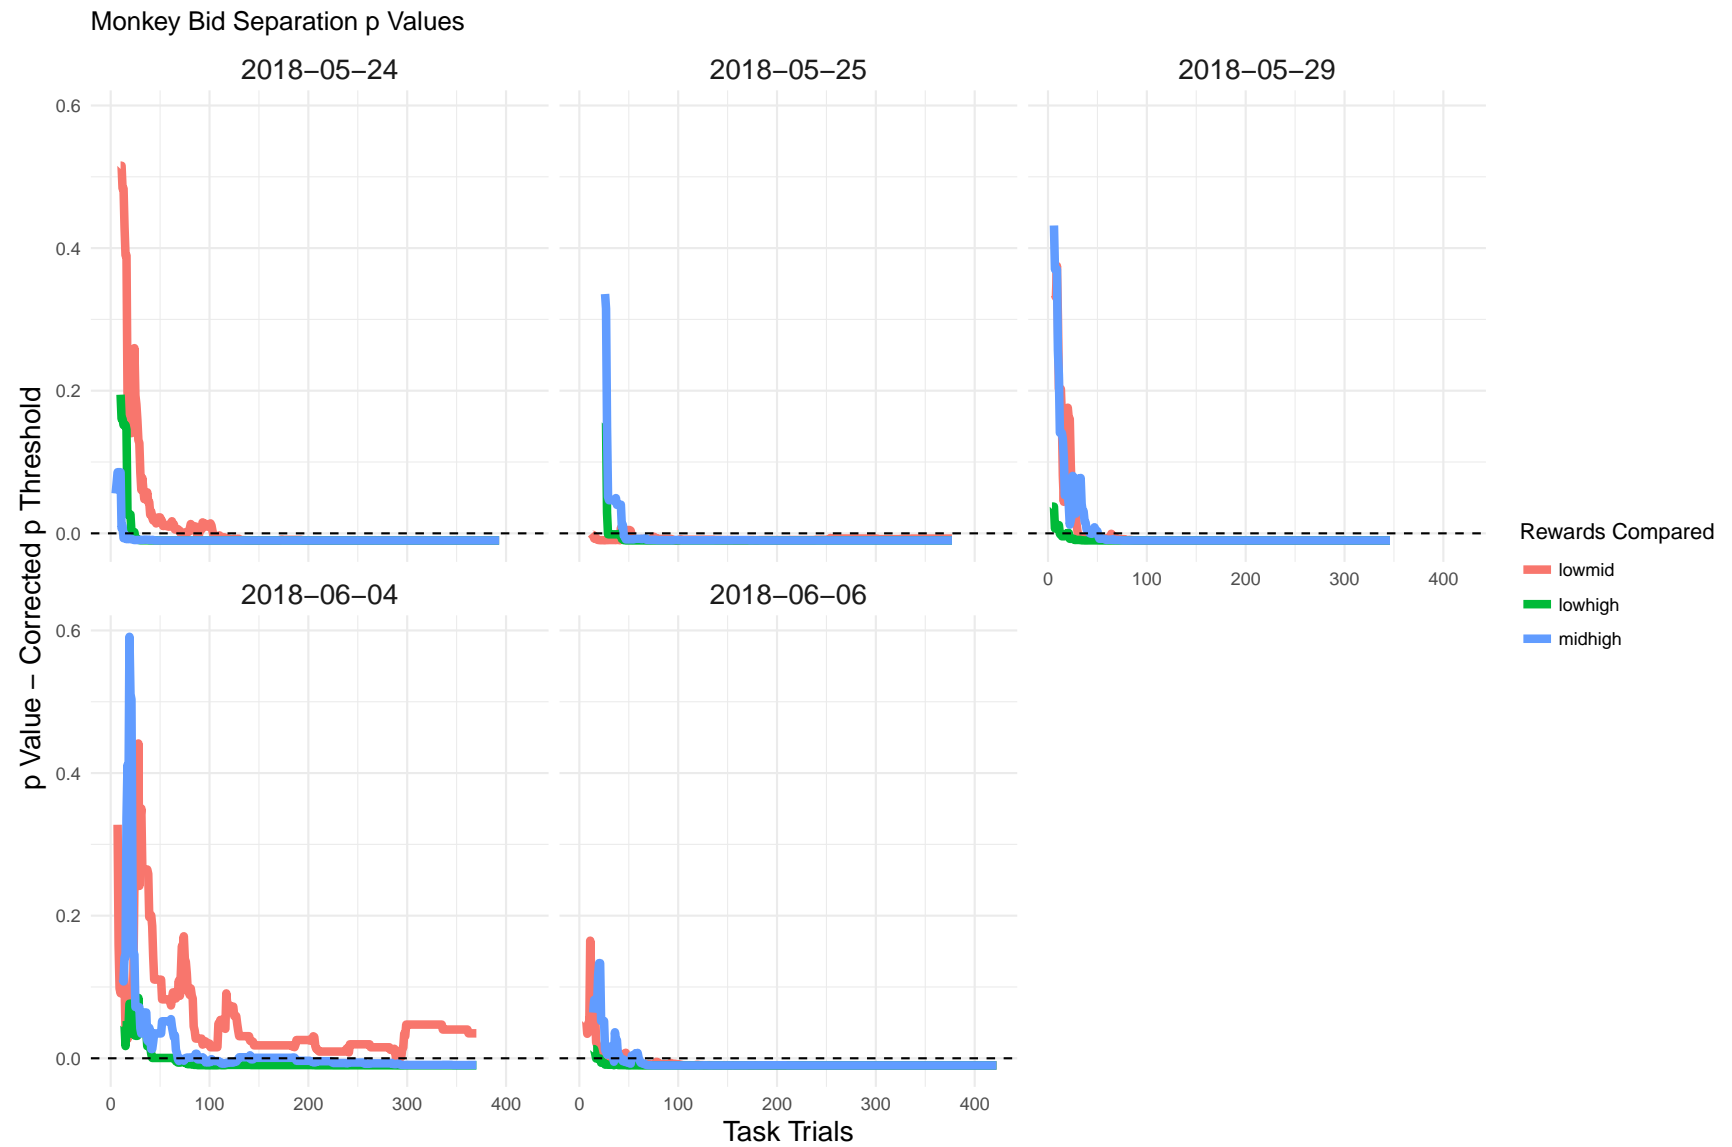 Monkey Bid Separation p Values
2018−05−24
2018−05−25
2018−05−29
0.6
0.4
0.2
0.0
0 100 200 300 400
2018−06−04
2018−06−06
0.6
0.4
0.2
0.0
0 100 200 300 400
0 100 200 300 400
p Value − Corrected p Threshold
Task Trials
Rewards Compared
lowmid
lowhigh
midhigh